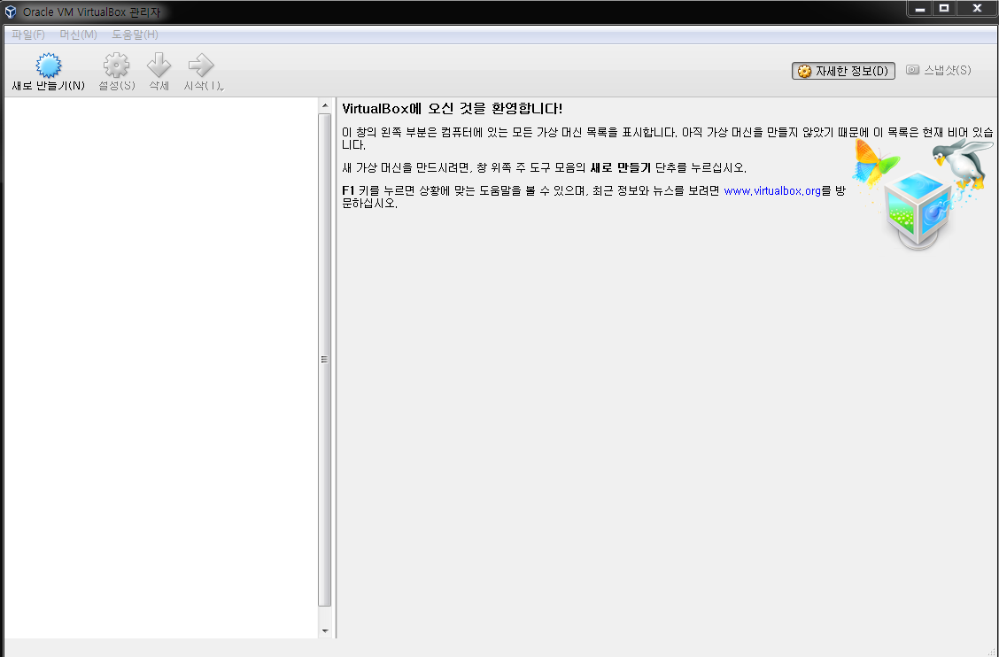 Oracle VM VirtualBox 관리자
파일(F) 머신(M) 도움말(H)
새로 만들기(N) 설정(S) 삭제 시작(T)
자세한 정보(D) 스냅샷(S)
VirtualBox에 오신 것을 환영합니다!
이 창의 왼쪽 부분은 컴퓨터에 있는 모든 가상 머신 목록을 표시합니다. 아직 가상 머신을 만들지 않았기 때문에 이 목록은 현재 비어 있습
니다.
새 가상 머신을 만드시려면, 창 위쪽 주 도구 모음의 새로 만들기 단추를 누르십시오.
F1 키를 누르면 상황에 맞는 도움말을 볼 수 있으며, 최근 정보와 뉴스를 보려면 www.virtualbox.org를 방
문하십시오.